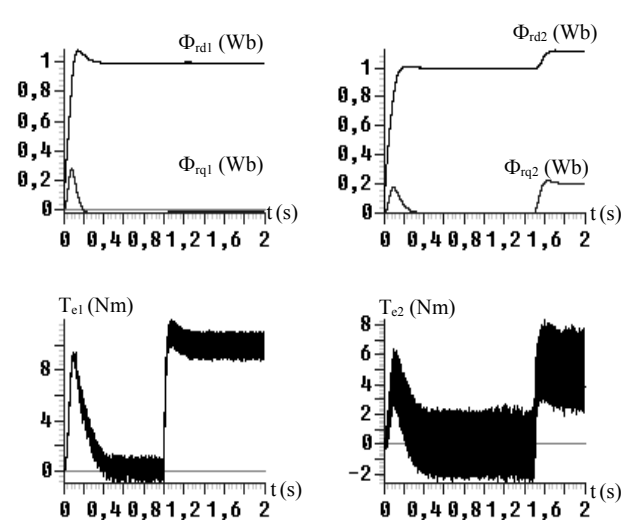 Φrd1 (Wb)
1
0,8
0,6
0,4
Φrq1 (Wb)
0,2
0
t (s)
0 0,4 0,8 1,2 1,6 2
Φrd2 (Wb)
1
0,8
0,6
0,4
Φrq2 (Wb)
0,2
0
t (s)
0 0,4 0,8 1,2 1,6 2
Te1 (Nm)
8
4
0
t (s)
0 0,4 0,8 1,2 1,6 2
Te2 (Nm)
8
6
4
2
0
-2
t (s)
0 0,4 0,8 1,2 1,6 2